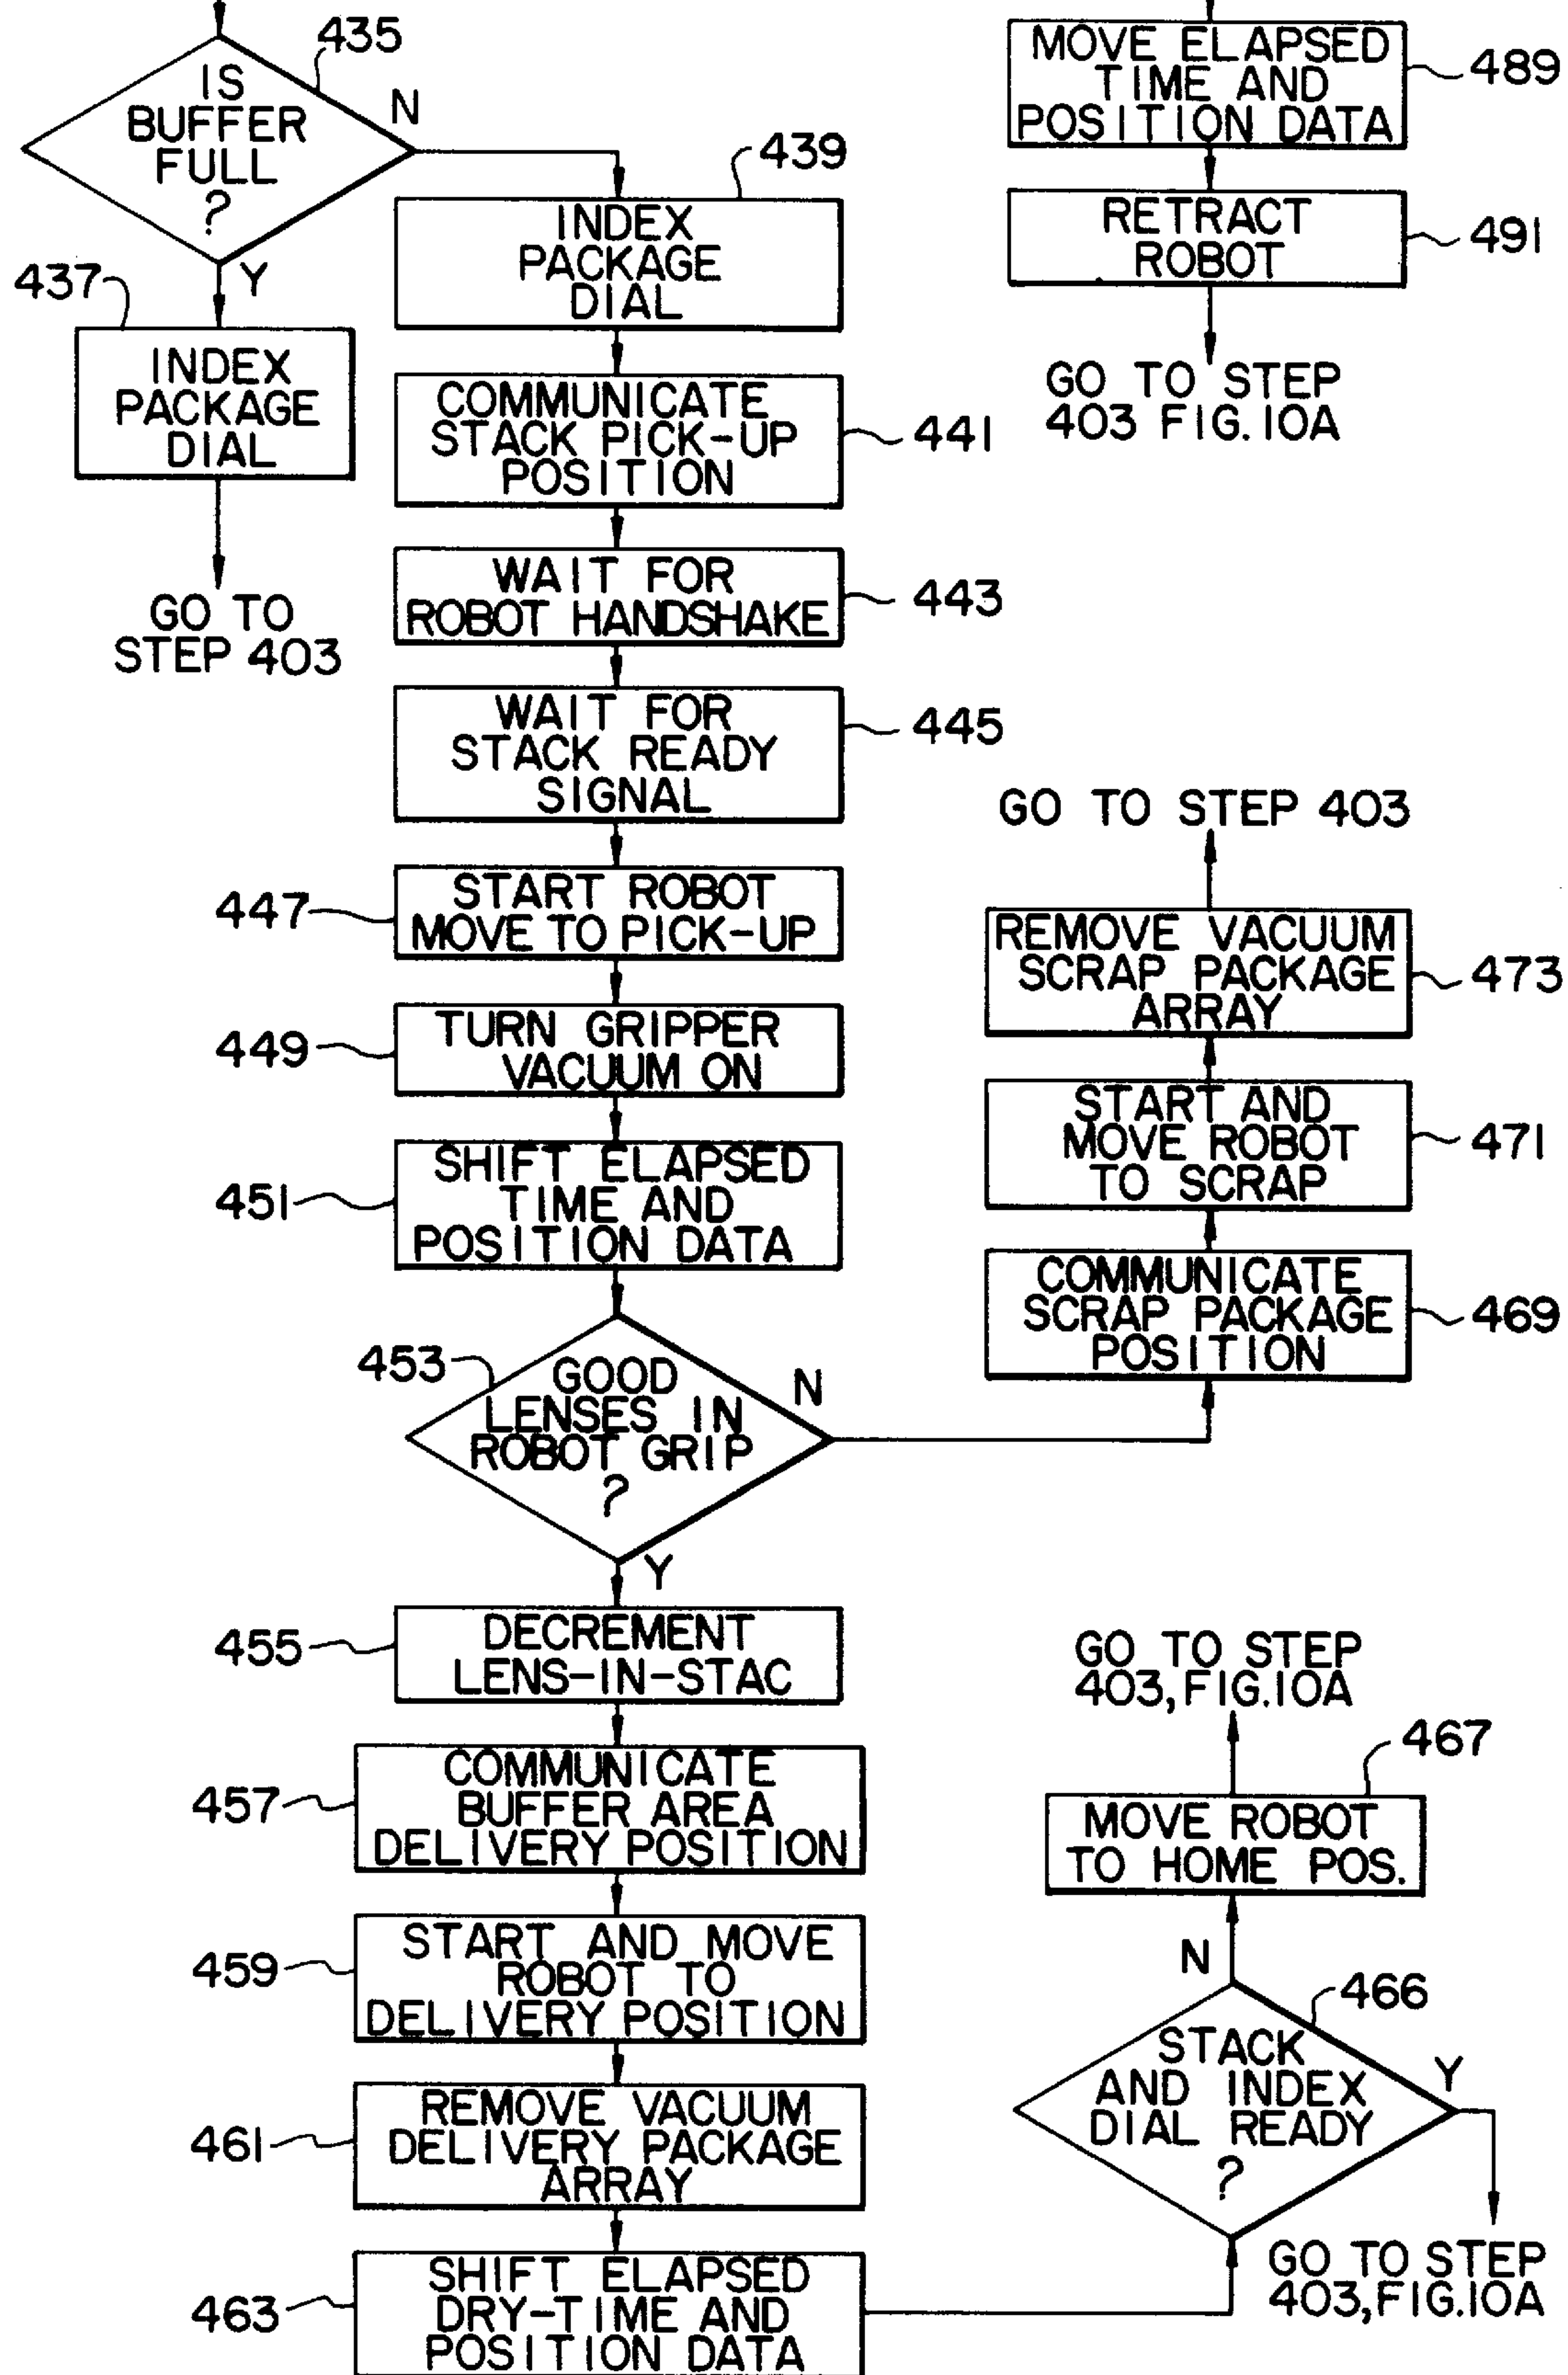 435
IS
BUFFER
FULL
?
N
Y
437
INDEX
PACKAGE
DIAL
GO TO
STEP 403
439
INDEX
PACKAGE
DIAL
COMMUNICATE
STACK PICK-UP
POSITION
441
WAIT FOR
ROBOT HANDSHAKE
443
WAIT FOR
STACK READY
SIGNAL
445
447
START ROBOT
MOVE TO PICK-UP
449
TURN GRIPPER
VACUUM ON
451
SHIFT ELAPSED
TIME AND
POSITION DATA
453
GOOD
LENSES IN
ROBOT GRIP
?
N
Y
455
DECREMENT
LENS-IN-STAC
457
COMMUNICATE
BUFFER AREA
DELIVERY POSITION
459
START AND MOVE
ROBOT TO
DELIVERY POSITION
461
REMOVE VACUUM
DELIVERY PACKAGE
ARRAY
463
SHIFT ELAPSED
DRY-TIME AND
POSITION DATA
MOVE ELAPSED
TIME AND
POSITION DATA
489
RETRACT
ROBOT
491
GO TO STEP
403 FIG.10A
GO TO STEP 403
REMOVE VACUUM
SCRAP PACKAGE
ARRAY
473
START AND
MOVE ROBOT
TO SCRAP
471
COMMUNICATE
SCRAP PACKAGE
POSITION
469
GO TO STEP
403, FIG.10A
467
MOVE ROBOT
TO HOME POS.
N
466
STACK
AND INDEX
DIAL READY
?
Y
GO TO STEP
403, FIG.10A